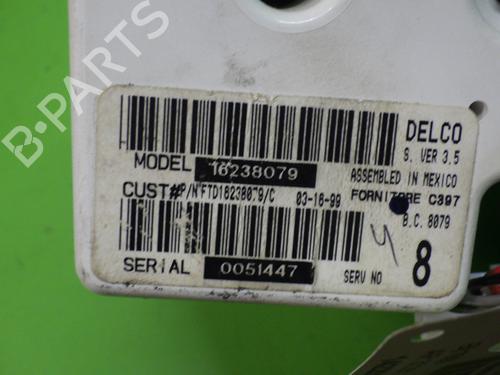 B-PARTS
DELCO
S. VER 3.5
MODEL 16238079
ASSEMBLED IN MEXICO
CUST# P/N FTD16238079/C 03-16-99 FORNITORE C397
B.C. 8079
4
SERIAL 0051447 SERV NO 8